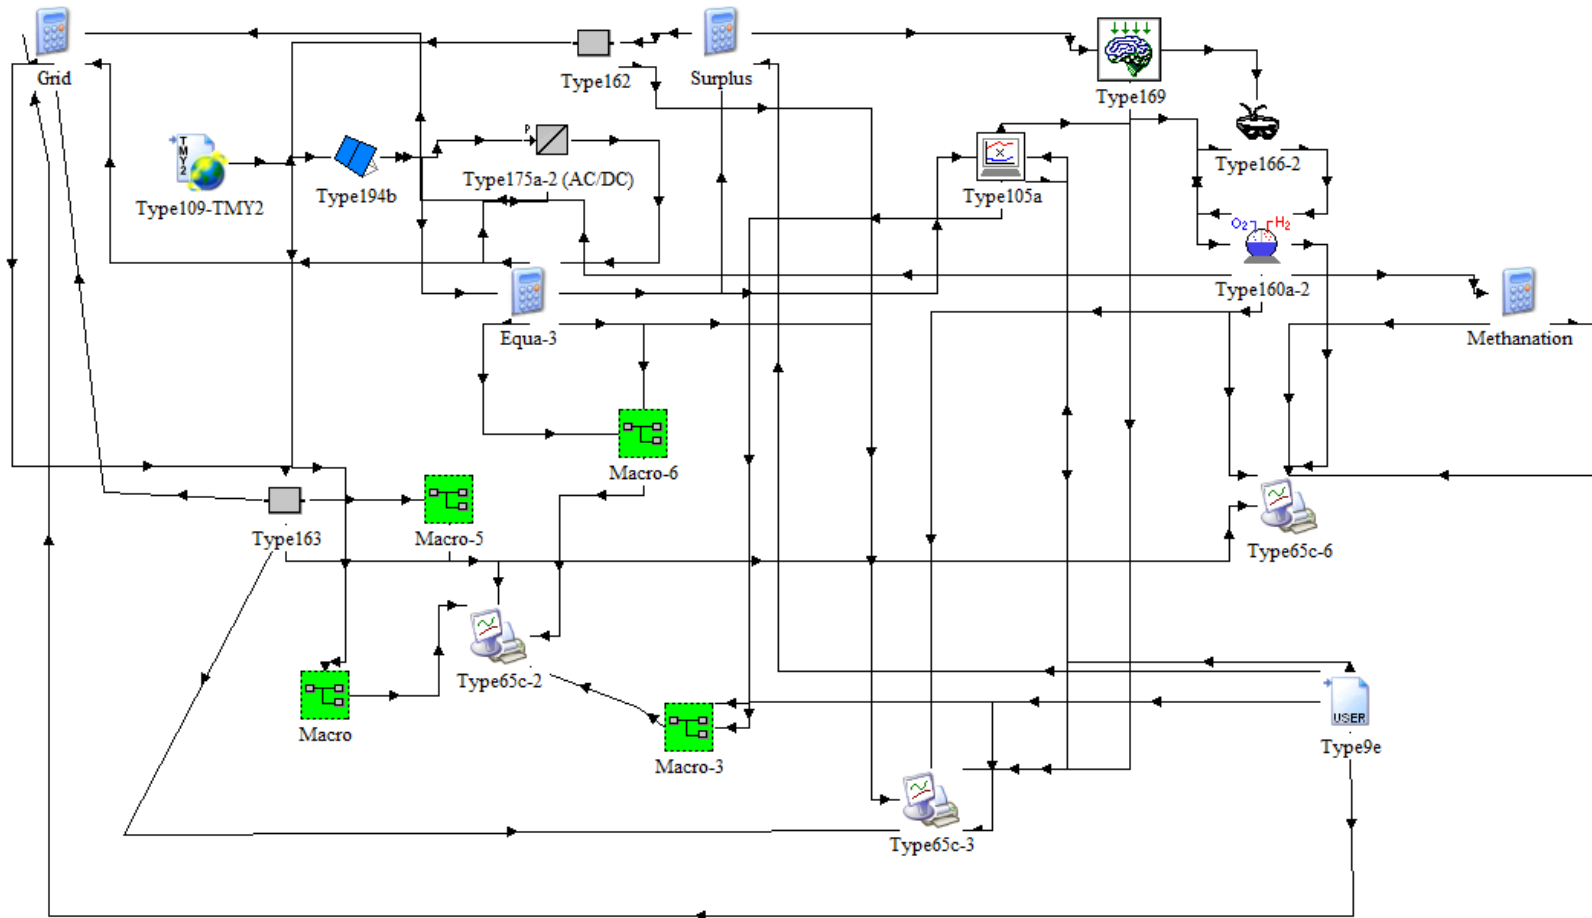 Grid
Type162
Surplus
Type169
TMY2
Type109-TMY2
Type194b
P
Type175a-2 (AC/DC)
Type105a
Type166-2
O2
H2
Type160a-2
Equa-3
Methanation
Macro-6
Type163
Macro-5
Type65c-6
Type65c-2
Macro
Macro-3
USER
Type9e
Type65c-3